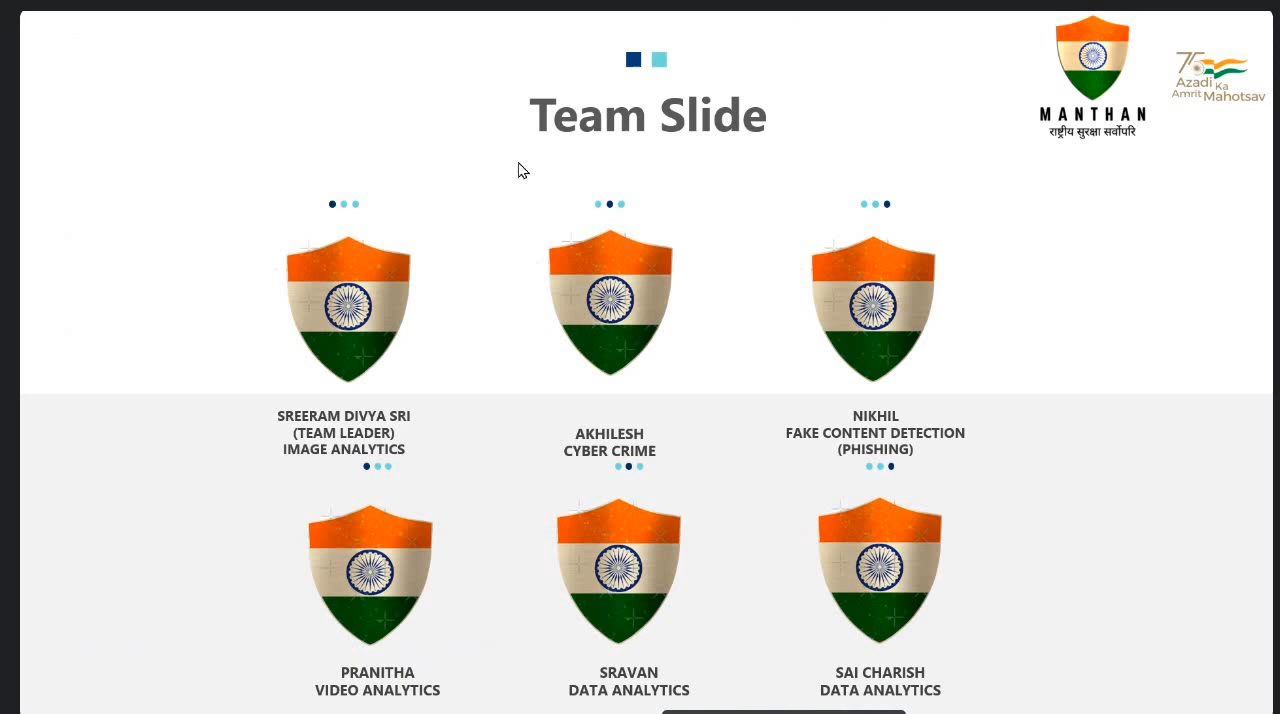 Team Slide
MANTHAN
राष्ट्रीय सुरक्षा सर्वोपरि
75
Azadi Ka
Amrit Mahotsav
SREERAM DIVYA SRI
(TEAM LEADER)
IMAGE ANALYTICS
AKHILESH
CYBER CRIME
NIKHIL
FAKE CONTENT DETECTION
(PHISHING)
PRANITHA
VIDEO ANALYTICS
SRAVAN
DATA ANALYTICS
SAI CHARISH
DATA ANALYTICS